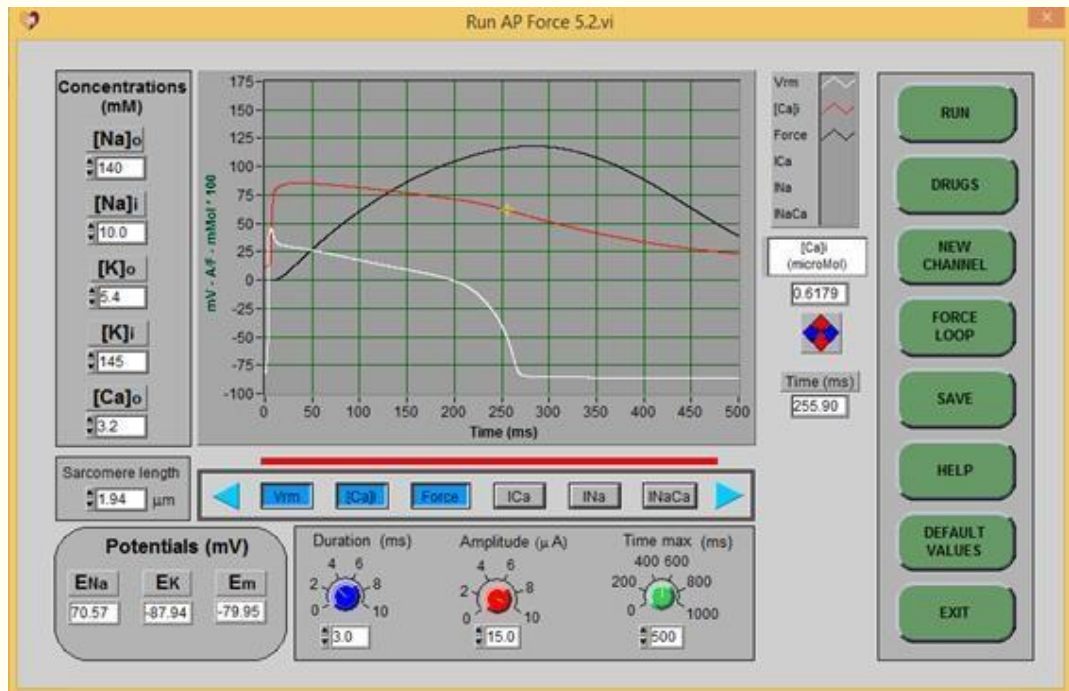 Run AP Force 5.2.vi
Concentrations
(mM)
[Na]o
140
[Na]i
10.0
[K]o
5.4
[K]i
145
[Ca]o
3.2
mV - A/F - mMol * 100
175
150
125
100
75
50
25
0
-25
-50
-75
-100
0 50 100 150 200 250 300 350 400 450 500
Time (ms)
Vrm
[Ca]i
Force
ICa
INa
INaCa
[Ca]i
(microMol)
0.6179
Time (ms)
255.90
RUN
DRUGS
NEW
CHANNEL
FORCE
LOOP
SAVE
HELP
DEFAULT
VALUES
EXIT
Sarcomere length
1.94 µm
Vrm [Ca]i Force ICa INa INaCa
Potentials (mV)
ENa EK Em
70.57 -87.94 -79.95
Duration (ms)
0 2 4 6 8 10
3.0
Amplitude (µ A)
0 2 4 6 8 10
15.0
Time max (ms)
0 200 400 600 800 1000
500